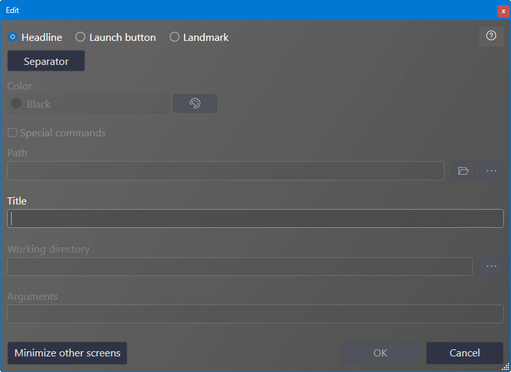 Edit
Headline Launch button Landmark
Separator
Color
Black
Special commands
Path
Title
Working directory
Arguments
Minimize other screens OK Cancel